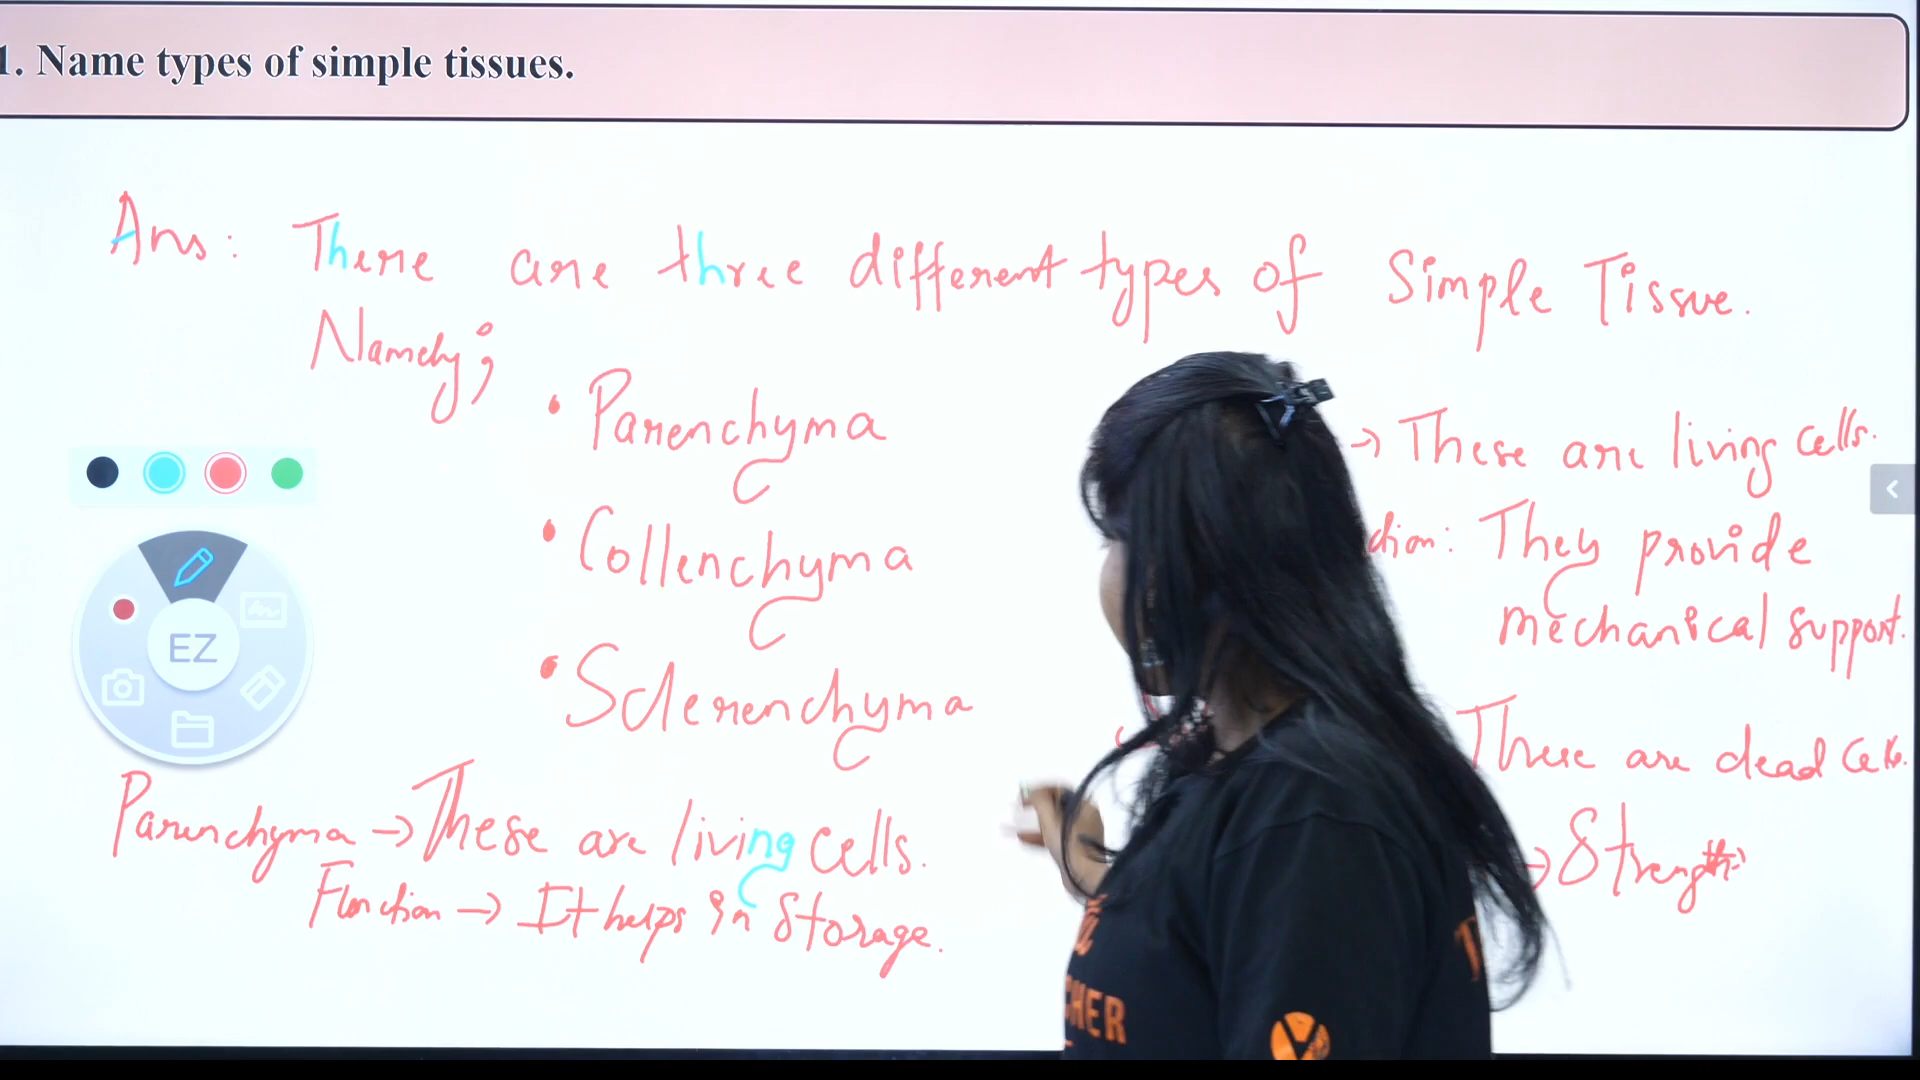 1. Name types of simple tissues.
Ans: There are three different types of Simple Tissue.
Namely;
• Parenchyma
• Collenchyma
• Sclerenchyma
Parenchyma → These are living cells.
Function → It helps in Storage.
→ These are living cells.
ction: They provide
mechanical support.
These are dead cells.
→ Strength
EZ
CHER